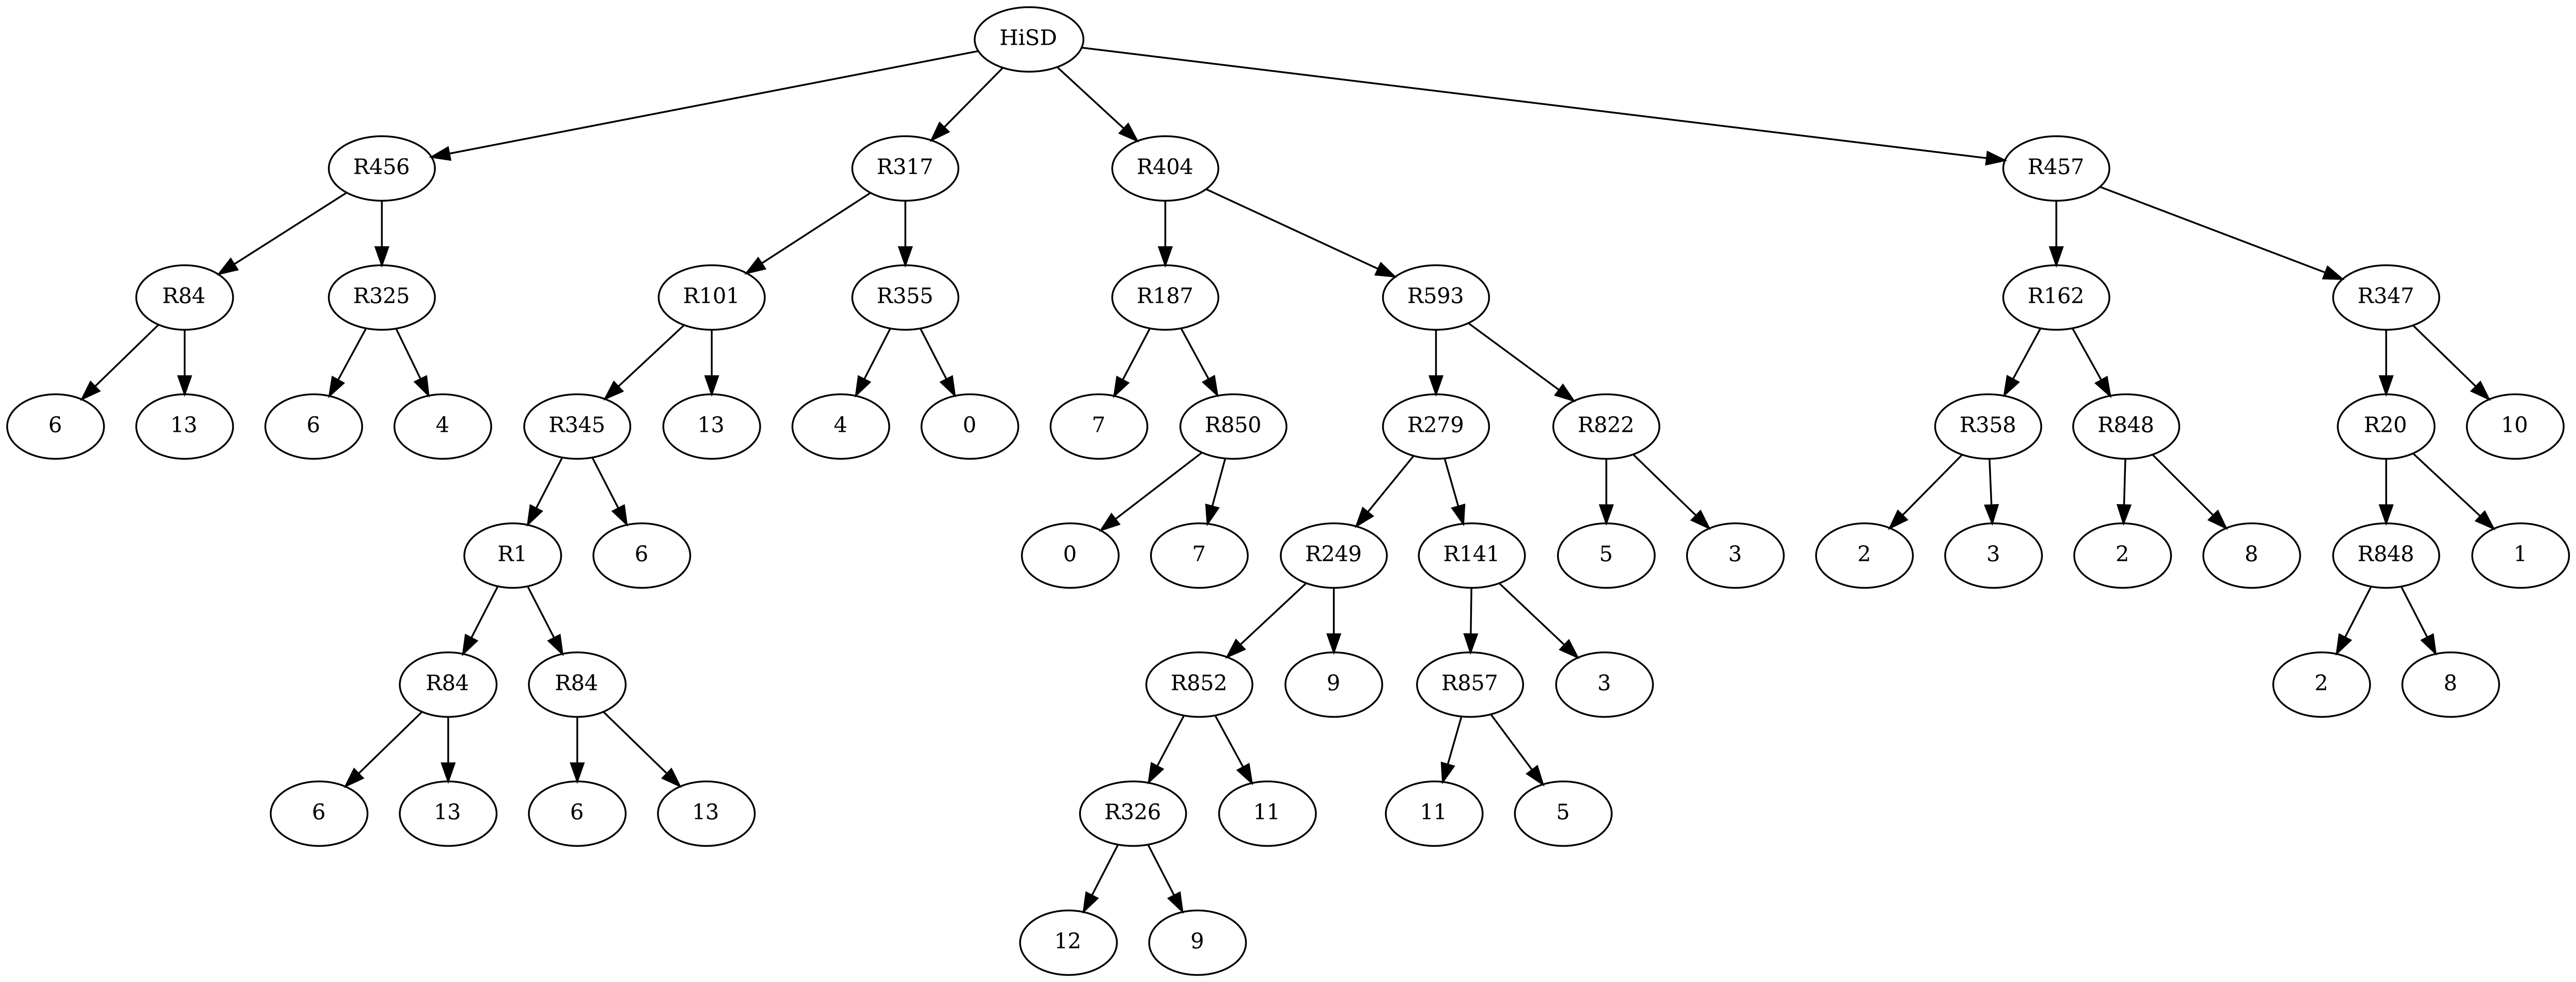 HiSD
R456 R317 R404 R457
R84 R325 R101 R355 R187 R593 R162 R347
6 13 6 4 R345 13 4 0 7 R850 R279 R822 R358 R848 R20 10
R1 6 0 7 R249 R141 5 3 2 3 2 8 R848 1
R84 R84 R852 9 R857 3 2 8
6 13 6 13 R326 11 11 5
12 9